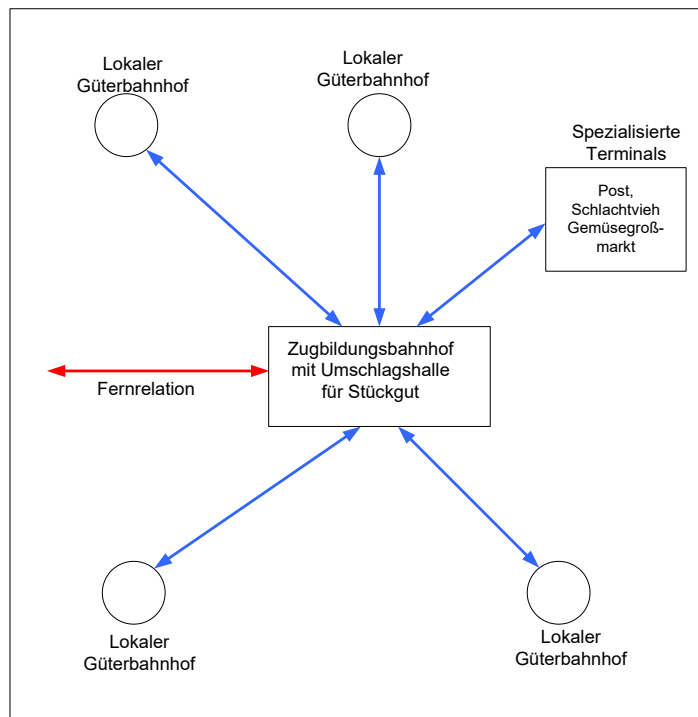 Lokaler
Güterbahnhof
Lokaler
Güterbahnhof
Spezialisierte
Terminals
Post,
Schlachtvieh
Gemüsegroß-
markt
Zugbildungsbahnhof
mit Umschlagshalle
für Stückgut
Fernrelation
Lokaler
Güterbahnhof
Lokaler
Güterbahnhof